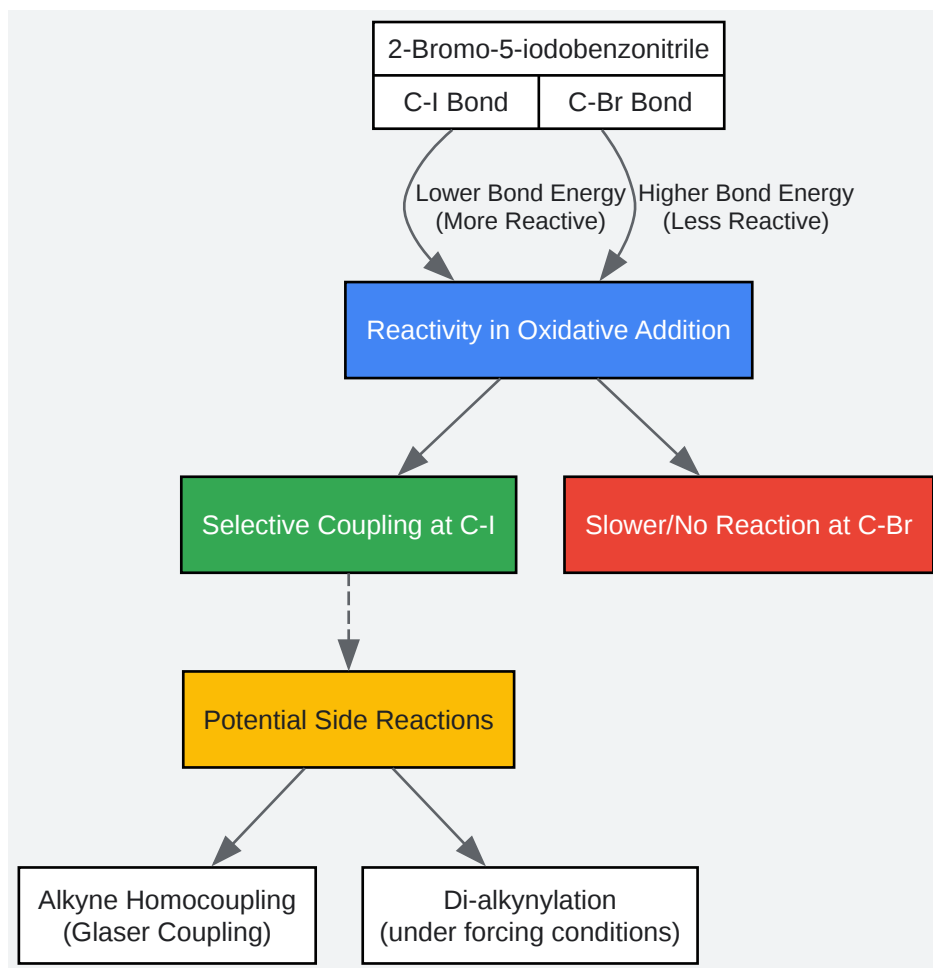 2-Bromo-5-iodobenzonitrile
C-I Bond
C-Br Bond
Lower Bond Energy
(More Reactive)
Higher Bond Energy
(Less Reactive)
Reactivity in Oxidative Addition
Selective Coupling at C-I
Slower/No Reaction at C-Br
Potential Side Reactions
Alkyne Homocoupling
(Glaser Coupling)
Di-alkynylation
(under forcing conditions)